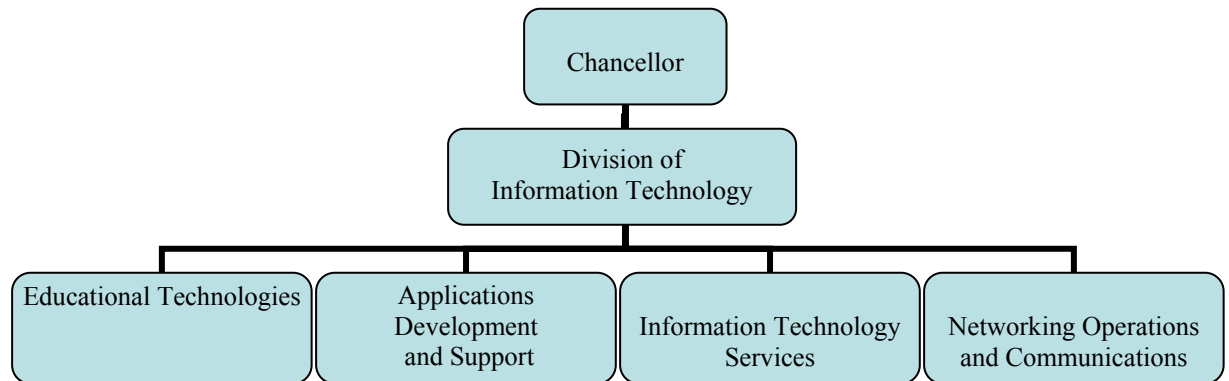 Chancellor
Division of
Information Technology
Educational Technologies
Applications
Development
and Support
Information Technology
Services
Networking Operations
and Communications